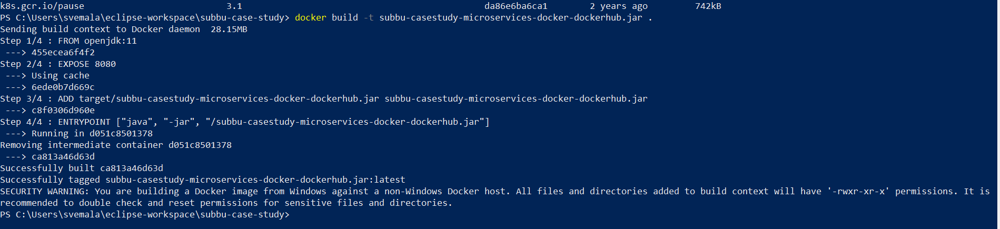 k8s.gcr.io/pause 3.1 da86e6ba6ca1 2 years ago 742kB
PS C:\Users\svemala\eclipse-workspace\subbu-case-study> docker build -t subbu-casestudy-microservices-docker-dockerhub.jar .
Sending build context to Docker daemon  28.15MB
Step 1/4 : FROM openjdk:11
 ---> 455ecea6f4f2
Step 2/4 : EXPOSE 8080
 ---> Using cache
 ---> 6ede0b7d669c
Step 3/4 : ADD target/subbu-casestudy-microservices-docker-dockerhub.jar subbu-casestudy-microservices-docker-dockerhub.jar
 ---> c8f0306d960e
Step 4/4 : ENTRYPOINT ["java", "-jar", "/subbu-casestudy-microservices-docker-dockerhub.jar"]
 ---> Running in d051c8501378
Removing intermediate container d051c8501378
 ---> ca813a46d63d
Successfully built ca813a46d63d
Successfully tagged subbu-casestudy-microservices-docker-dockerhub.jar:latest
SECURITY WARNING: You are building a Docker image from Windows against a non-Windows Docker host. All files and directories added to build context will have '-rwxr-xr-x' permissions. It is
recommended to double check and reset permissions for sensitive files and directories.
PS C:\Users\svemala\eclipse-workspace\subbu-case-study>